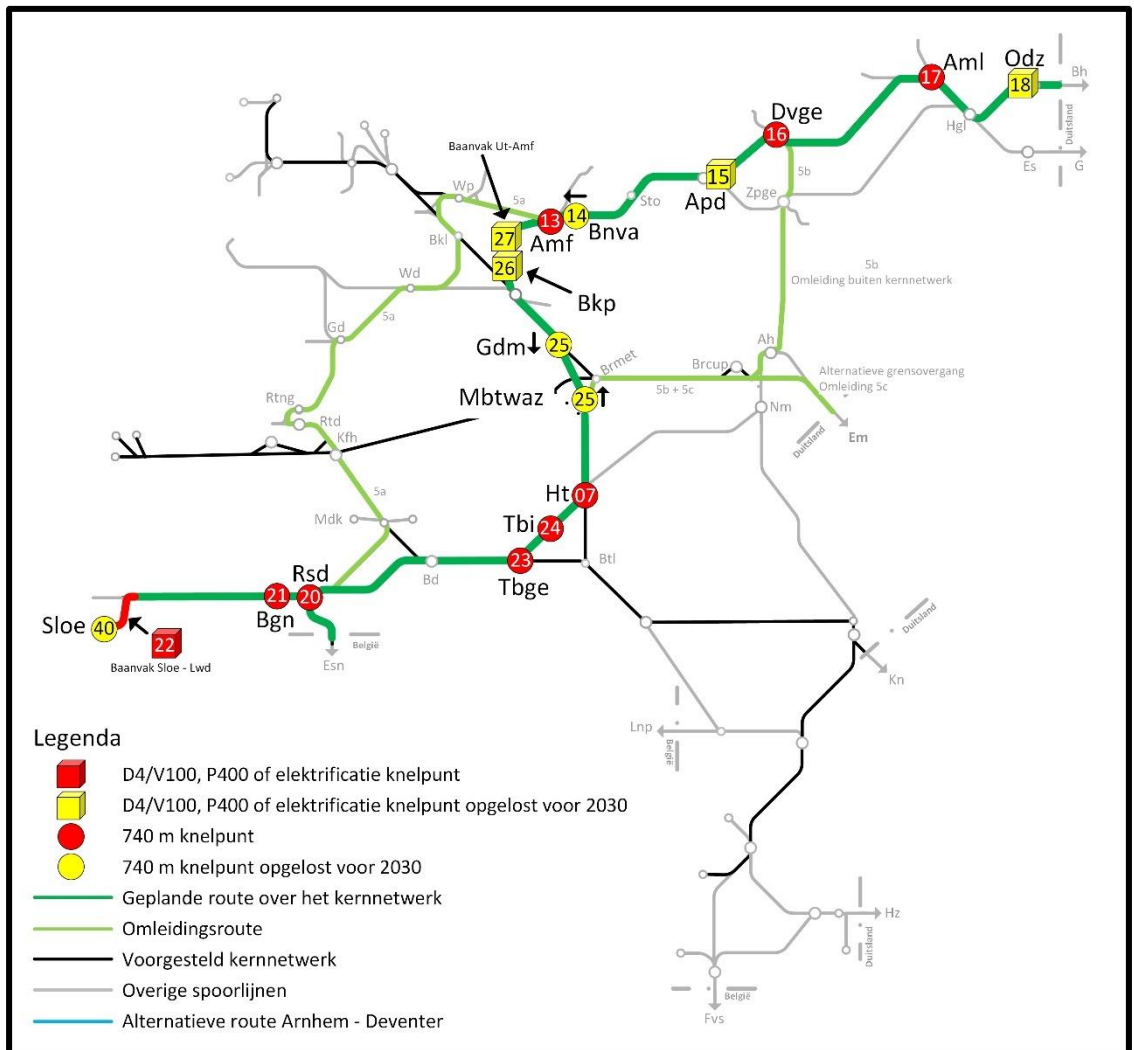 Aml
Odz
17
18
Bh
Duitsland
Hgl
Es
G
Dvge
16
Baanvak Ut-Amf
Wp
5a
15
5b
Apd
Zpge
Sto
13
14
Bnva
Amf
27
Bkl
26
Bkp
Wd
5a
5b
Omleiding buiten kernnetwerk
Gd
Gdm
25
Ah
Brmet
Brcup
Alternatieve grensovergang
Omleiding 5c
Mbtwaz
25
5b + 5c
Rtng
Nm
Rtd
Em
Duitsland
Kfh
5a
Ht
07
Mdk
Tbi
24
23
Tbge
Btl
Bd
Rsd
21
20
Bgn
Sloe
40
22
Baanvak Sloe - Lwd
België
Esn
Duitsland
Kn
Lnp
België
Legenda
D4/V100, P400 of elektrificatie knelpunt
D4/V100, P400 of elektrificatie knelpunt opgelost voor 2030
740 m knelpunt
740 m knelpunt opgelost voor 2030
Geplande route over het kernnetwerk
Omleidingsroute
Voorgesteld kernnetwerk
Overige spoorlijnen
Alternatieve route Arnhem - Deventer
Hz
Duitsland
België
Fvs